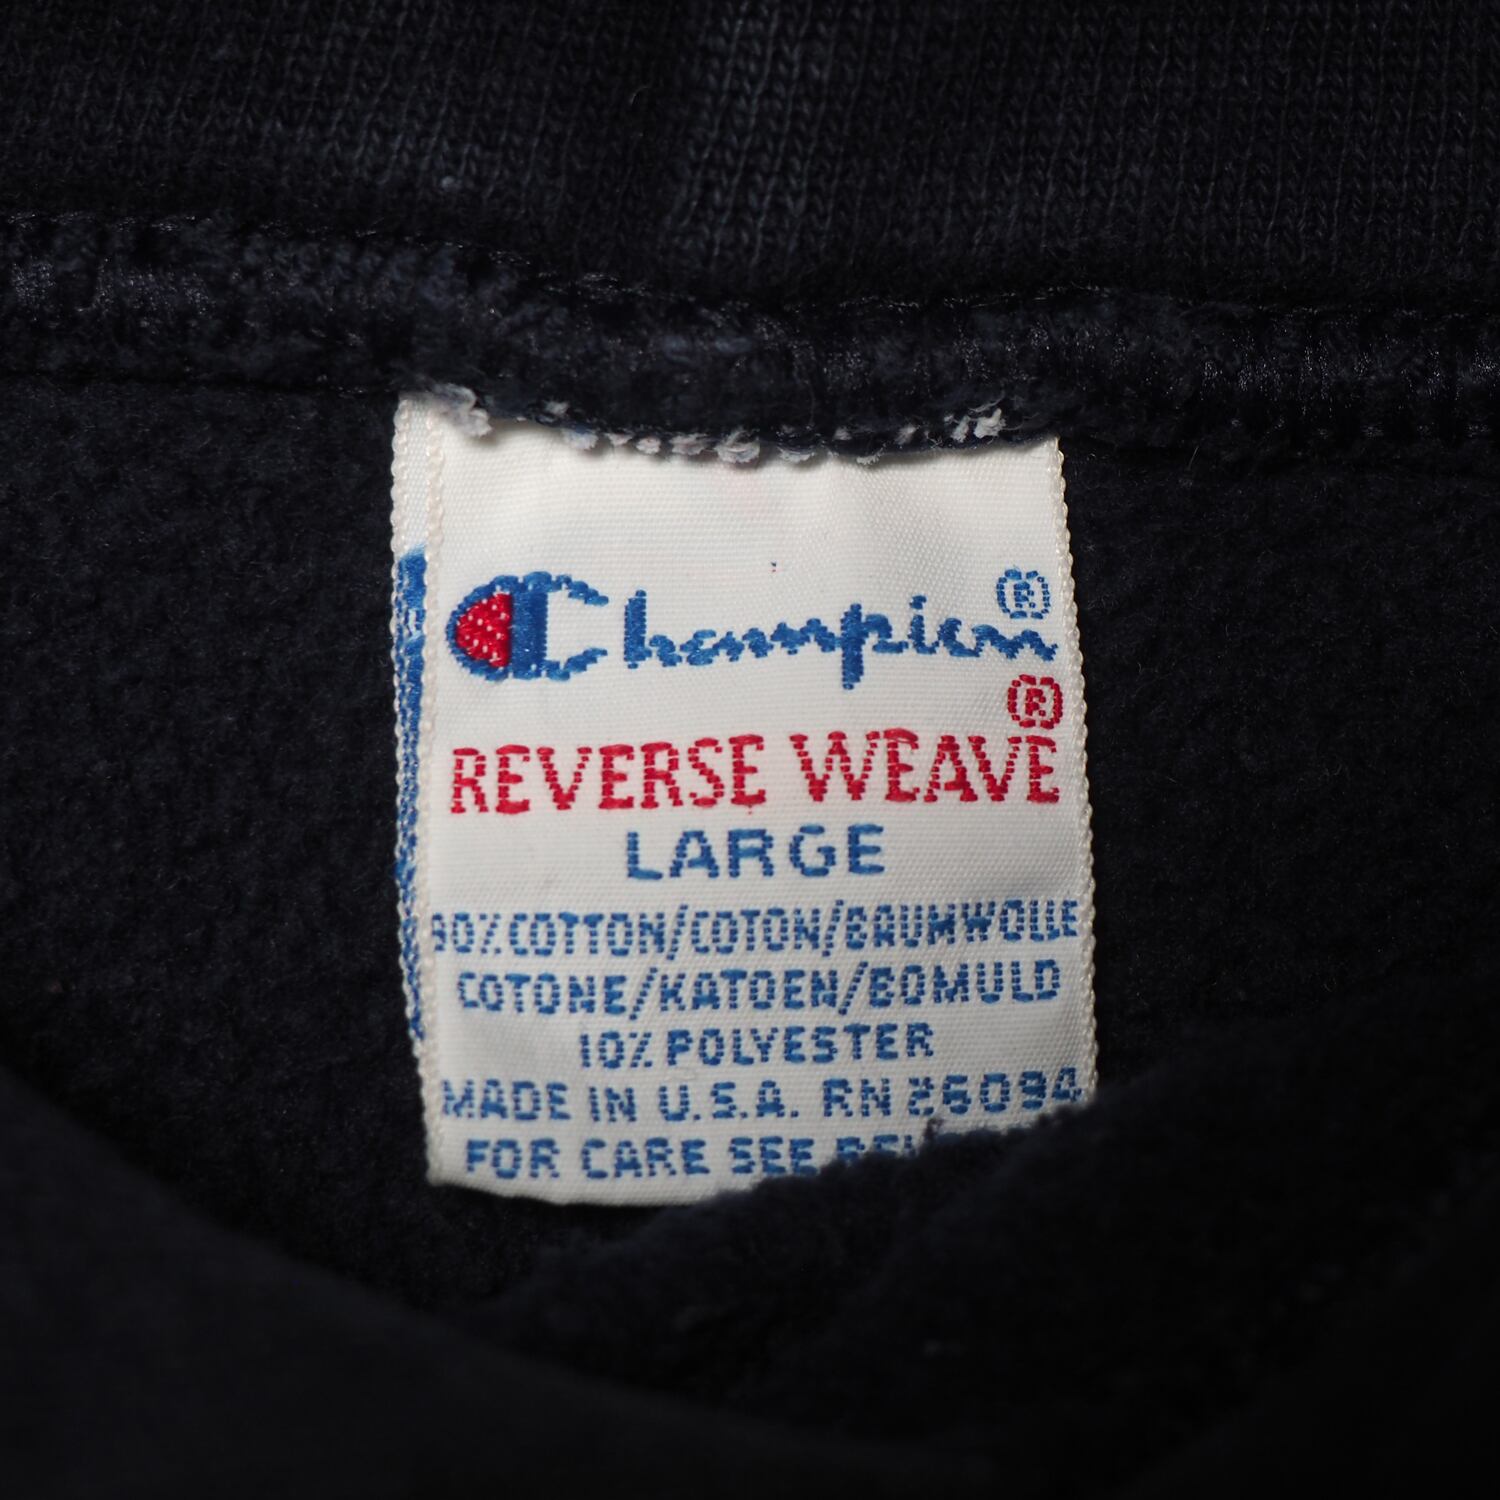 Champion®
®
REVERSE WEAVE
LARGE
90%COTTON/COTON/BAUMWOLLE
COTONE/KATOEN/BOMULD
10% POLYESTER
MADE IN U.S.A. RN 26094
FOR CARE SEE